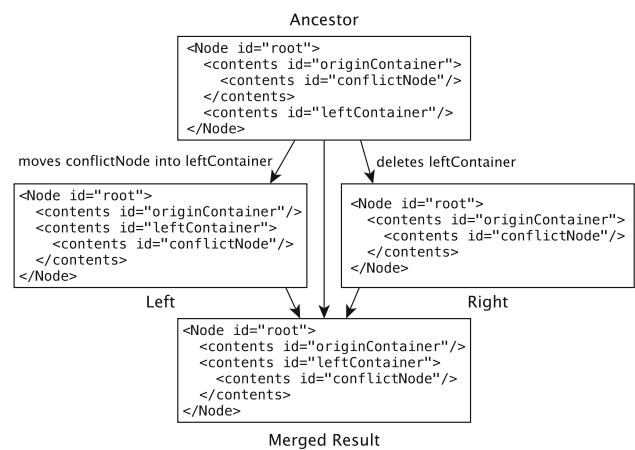 Ancestor
<Node id="root">
  <contents id="originContainer">
    <contents id="conflictNode"/>
  </contents>
  <contents id="leftContainer"/>
</Node>
moves conflictNode into leftContainer
deletes leftContainer
<Node id="root">
  <contents id="originContainer"/>
  <contents id="leftContainer">
    <contents id="conflictNode"/>
  </contents>
</Node>
Left
<Node id="root">
  <contents id="originContainer">
    <contents id="conflictNode"/>
  </contents>
</Node>
Right
<Node id="root">
  <contents id="originContainer"/>
  <contents id="leftContainer">
    <contents id="conflictNode"/>
  </contents>
</Node>
Merged Result